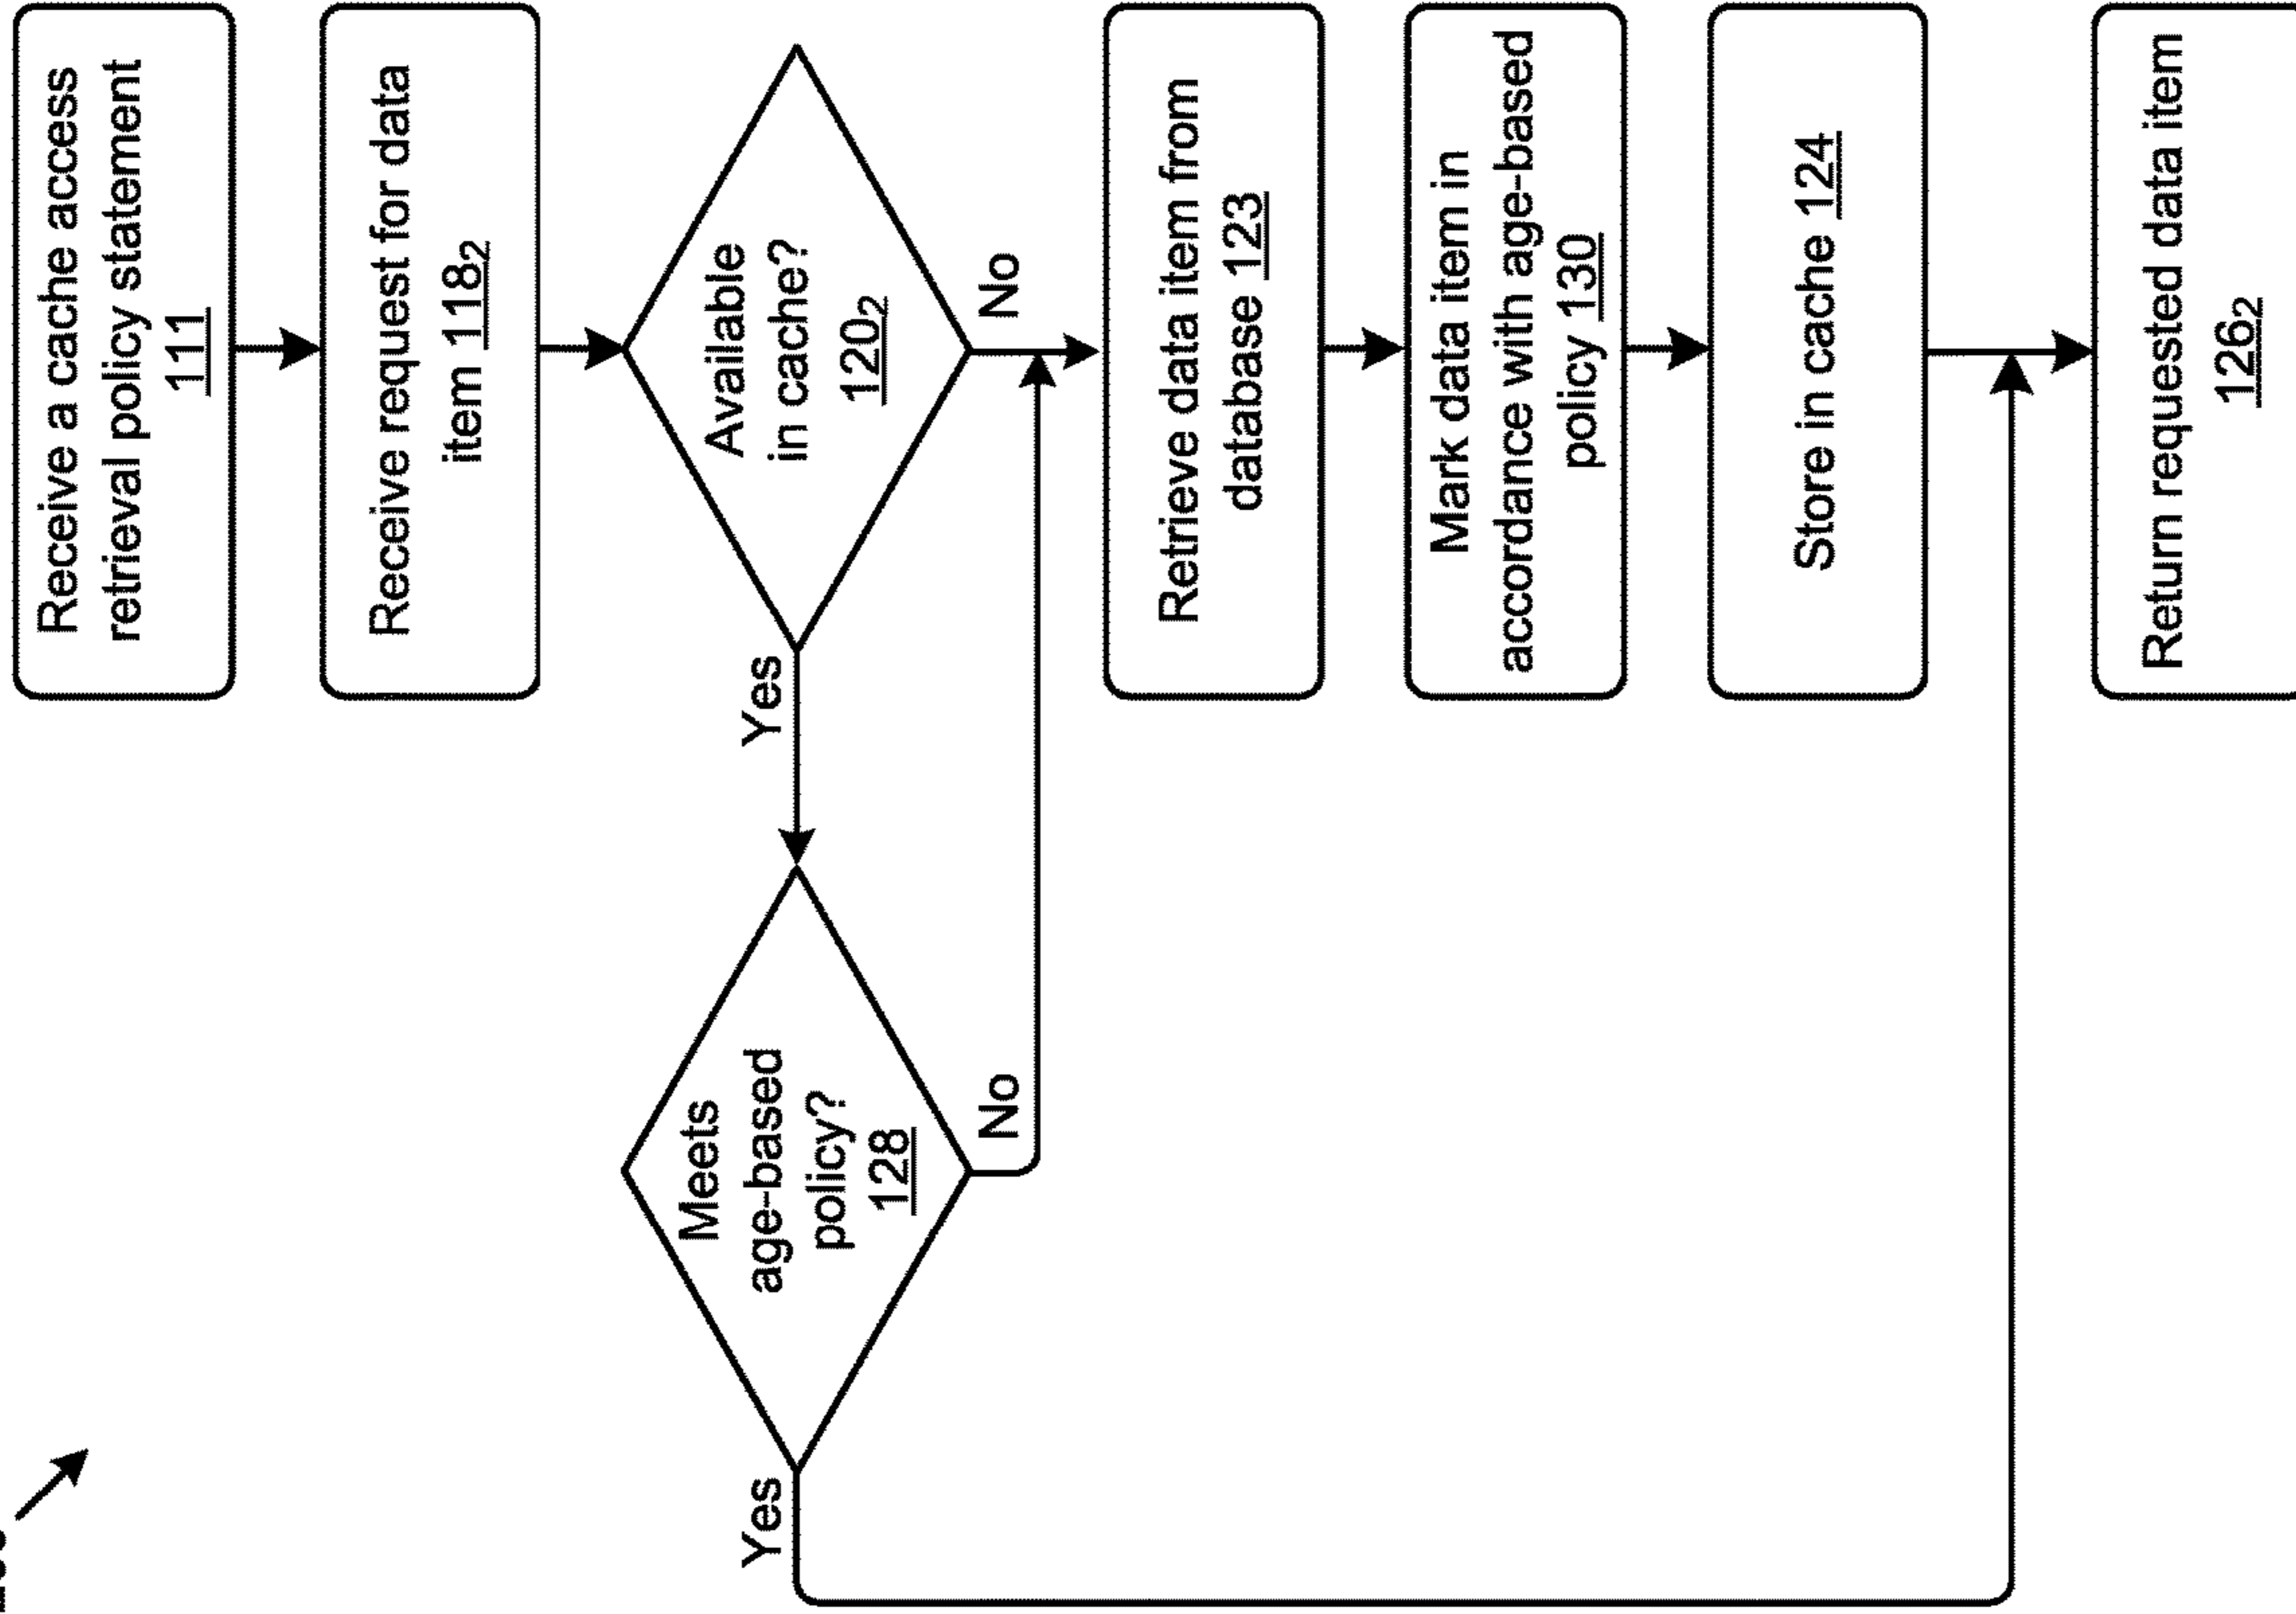 Receive a cache access
retrieval policy statement
111
Receive request for data
item 118₂
Available
in cache?
120₂
Yes
No
Meets
age-based
policy?
128
Yes
No
Retrieve data item from
database 123
Mark data item in
accordance with age-based
policy 130
Store in cache 124
Return requested data item
126₂